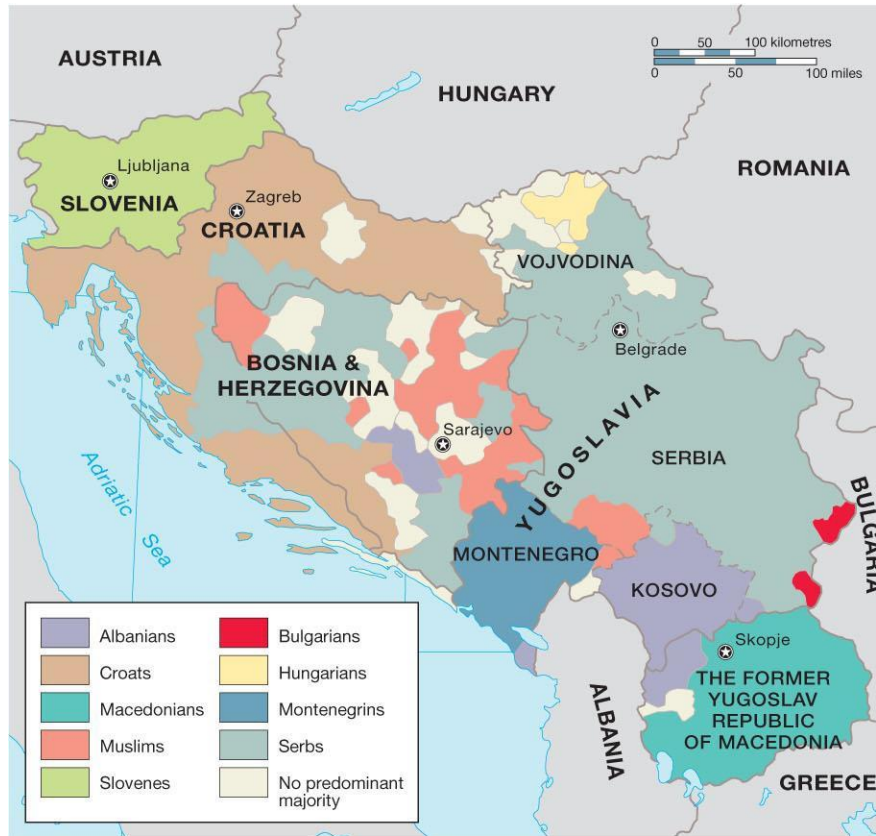 AUSTRIA
0 50 100 kilometres
0 50 100 miles
HUNGARY
ROMANIA
Ljubljana
SLOVENIA
Zagreb
CROATIA
VOJVODINA
Belgrade
BOSNIA &
HERZEGOVINA
Sarajevo
YUGOSLAVIA
SERBIA
Adriatic
Sea
BULGARIA
MONTENEGRO
KOSOVO
Skopje
THE FORMER
YUGOSLAV
REPUBLIC
OF MACEDONIA
ALBANIA
GREECE
Albanians
Croats
Macedonians
Muslims
Slovenes
Bulgarians
Hungarians
Montenegrins
Serbs
No predominant
majority